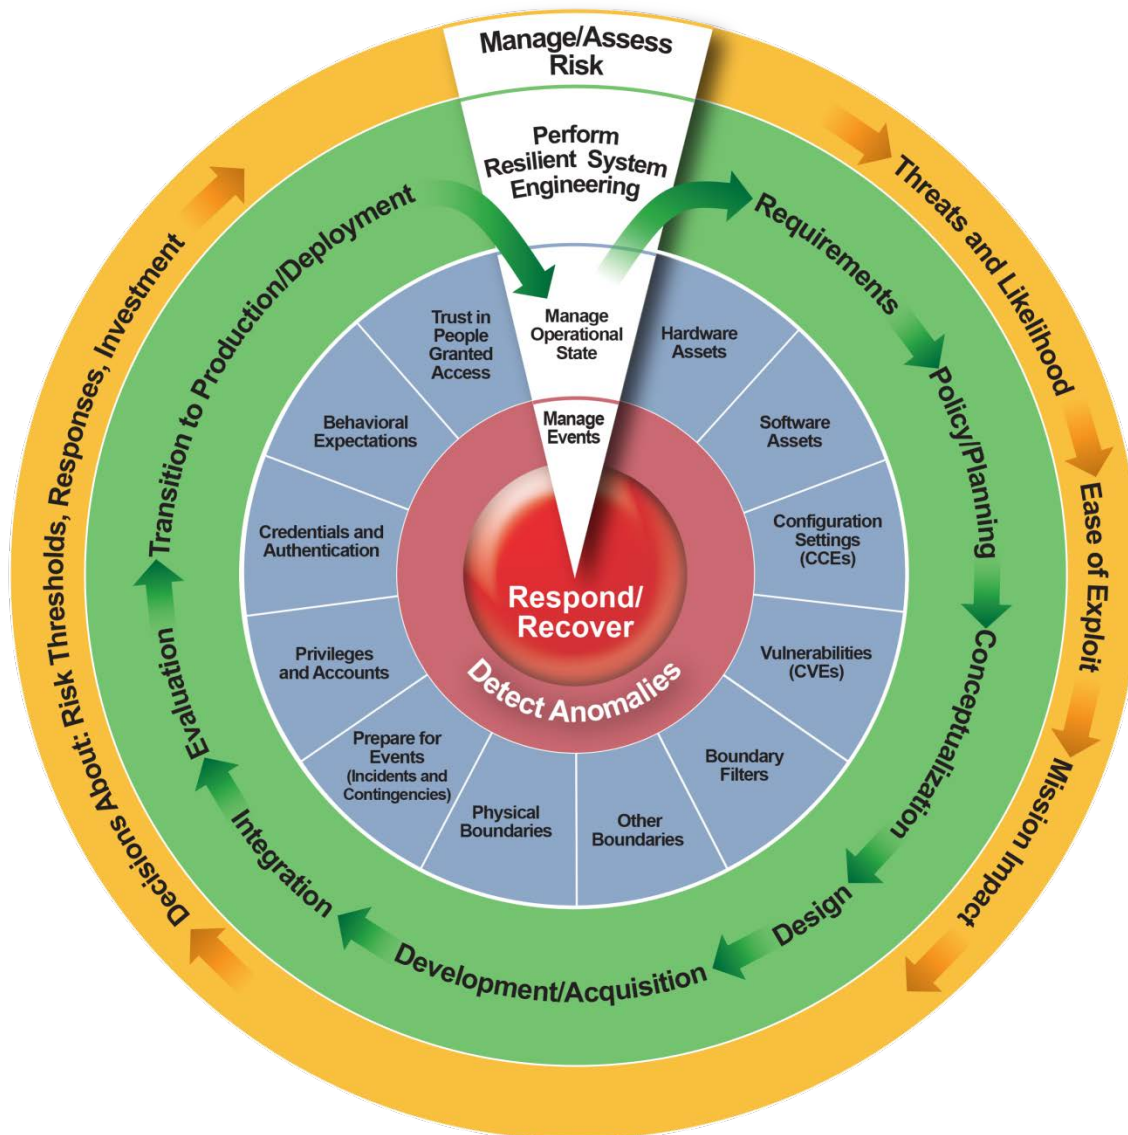 Manage/Assess
Risk
Perform
Resilient System
Engineering
Manage
Operational
State
Manage
Events
Threats and Likelihood
Ease of Exploit
Mission Impact
Decisions About: Risk Thresholds, Responses, Investment
Requirements
Policy/Planning
Conceptualization
Design
Development/Acquisition
Integration
Evaluation
Transition to Production/Deployment
Hardware
Assets
Software
Assets
Configuration
Settings
(CCEs)
Vulnerabilities
(CVEs)
Boundary
Filters
Other
Boundaries
Physical
Boundaries
Prepare for
Events
(Incidents and
Contingencies)
Privileges
and Accounts
Credentials and
Authentication
Behavioral
Expectations
Trust in
People
Granted
Access
Respond/
Recover
Detect Anomalies